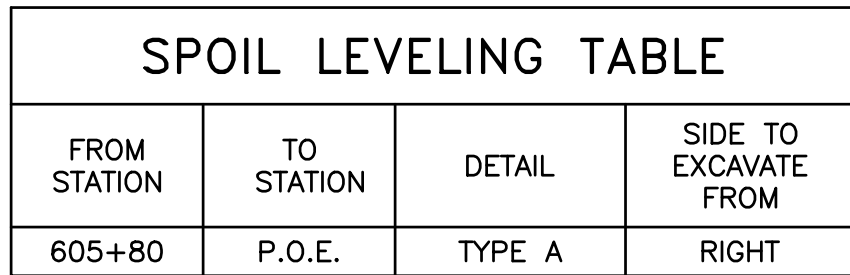 SPOIL LEVELING TABLE
FROM
STATION
TO
STATION
DETAIL
SIDE TO
EXCAVATE
FROM
605+80
P.O.E.
TYPE A
RIGHT